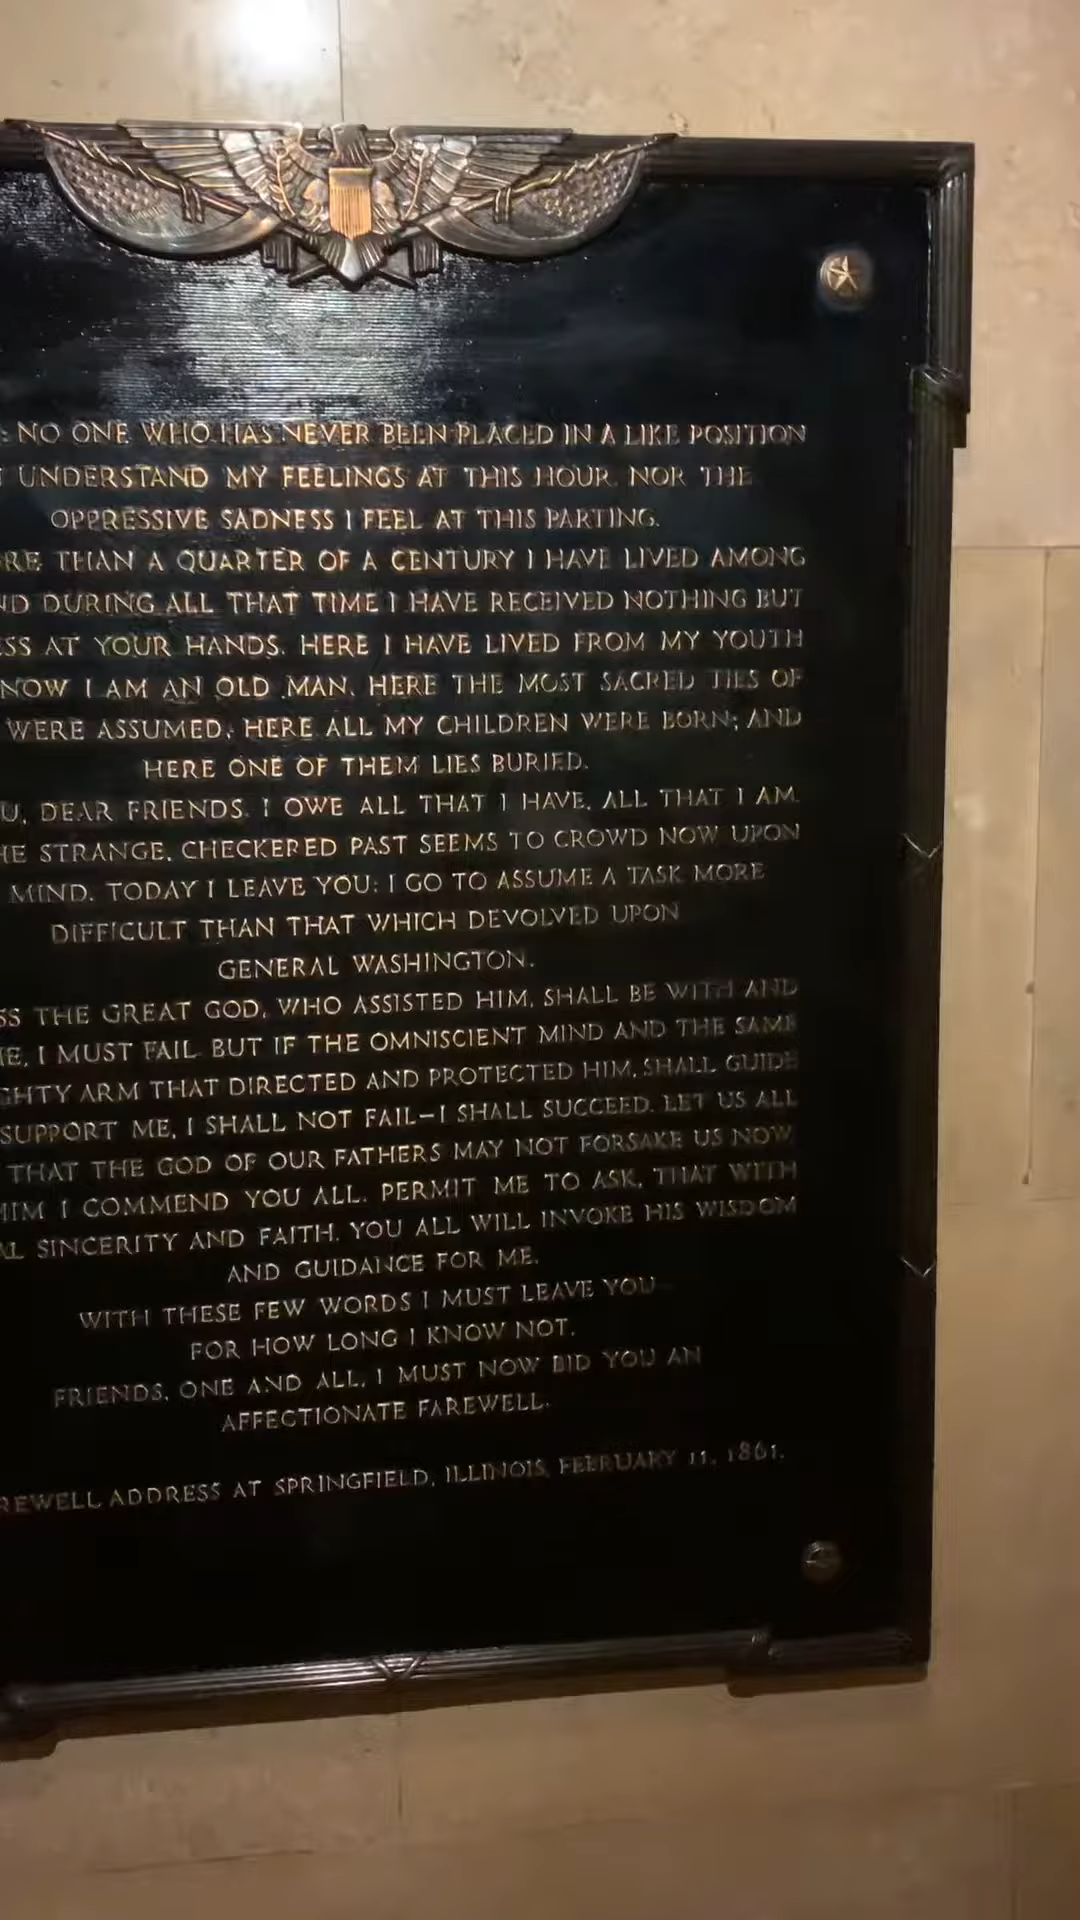 NO ONE WHO HAS NEVER BEEN PLACED IN A LIKE POSITION
UNDERSTAND MY FEELINGS AT THIS HOUR. NOR THE
OPPRESSIVE SADNESS I FEEL AT THIS PARTING.
RE THAN A QUARTER OF A CENTURY I HAVE LIVED AMONG
ND DURING ALL THAT TIME I HAVE RECEIVED NOTHING BUT
SS AT YOUR HANDS. HERE I HAVE LIVED FROM MY YOUTH
NOW I AM AN OLD MAN. HERE THE MOST SACRED TIES OF
WERE ASSUMED; HERE ALL MY CHILDREN WERE BORN; AND
HERE ONE OF THEM LIES BURIED.
U, DEAR FRIENDS. I OWE ALL THAT I HAVE, ALL THAT I AM.
HE STRANGE, CHECKERED PAST SEEMS TO CROWD NOW UPON
MIND. TODAY I LEAVE YOU: I GO TO ASSUME A TASK MORE
DIFFICULT THAN THAT WHICH DEVOLVED UPON
GENERAL WASHINGTON.
SS THE GREAT GOD, WHO ASSISTED HIM, SHALL BE WITH AND
ME, I MUST FAIL. BUT IF THE OMNISCIENT MIND AND THE SAME
GHTY ARM THAT DIRECTED AND PROTECTED HIM, SHALL GUIDE
SUPPORT ME, I SHALL NOT FAIL—I SHALL SUCCEED. LET US ALL
THAT THE GOD OF OUR FATHERS MAY NOT FORSAKE US NOW.
HIM I COMMEND YOU ALL. PERMIT ME TO ASK, THAT WITH
AL SINCERITY AND FAITH, YOU ALL WILL INVOKE HIS WISDOM
AND GUIDANCE FOR ME.
WITH THESE FEW WORDS I MUST LEAVE YOU
FOR HOW LONG I KNOW NOT.
FRIENDS, ONE AND ALL, I MUST NOW BID YOU AN
AFFECTIONATE FAREWELL.
REWELL ADDRESS AT SPRINGFIELD, ILLINOIS, FEBRUARY 11, 1861.